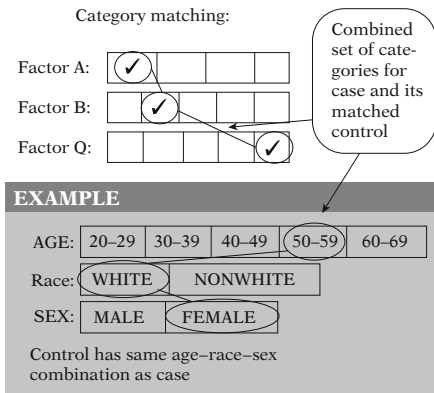 Category matching:
Combined
set of cate-
gories for
case and its
matched
control
Factor A: ✓
Factor B: ✓
Factor Q: ✓
EXAMPLE
AGE: 20–29 30–39 40–49 50–59 60–69
Race: WHITE NONWHITE
SEX: MALE FEMALE
Control has same age–race–sex
combination as case